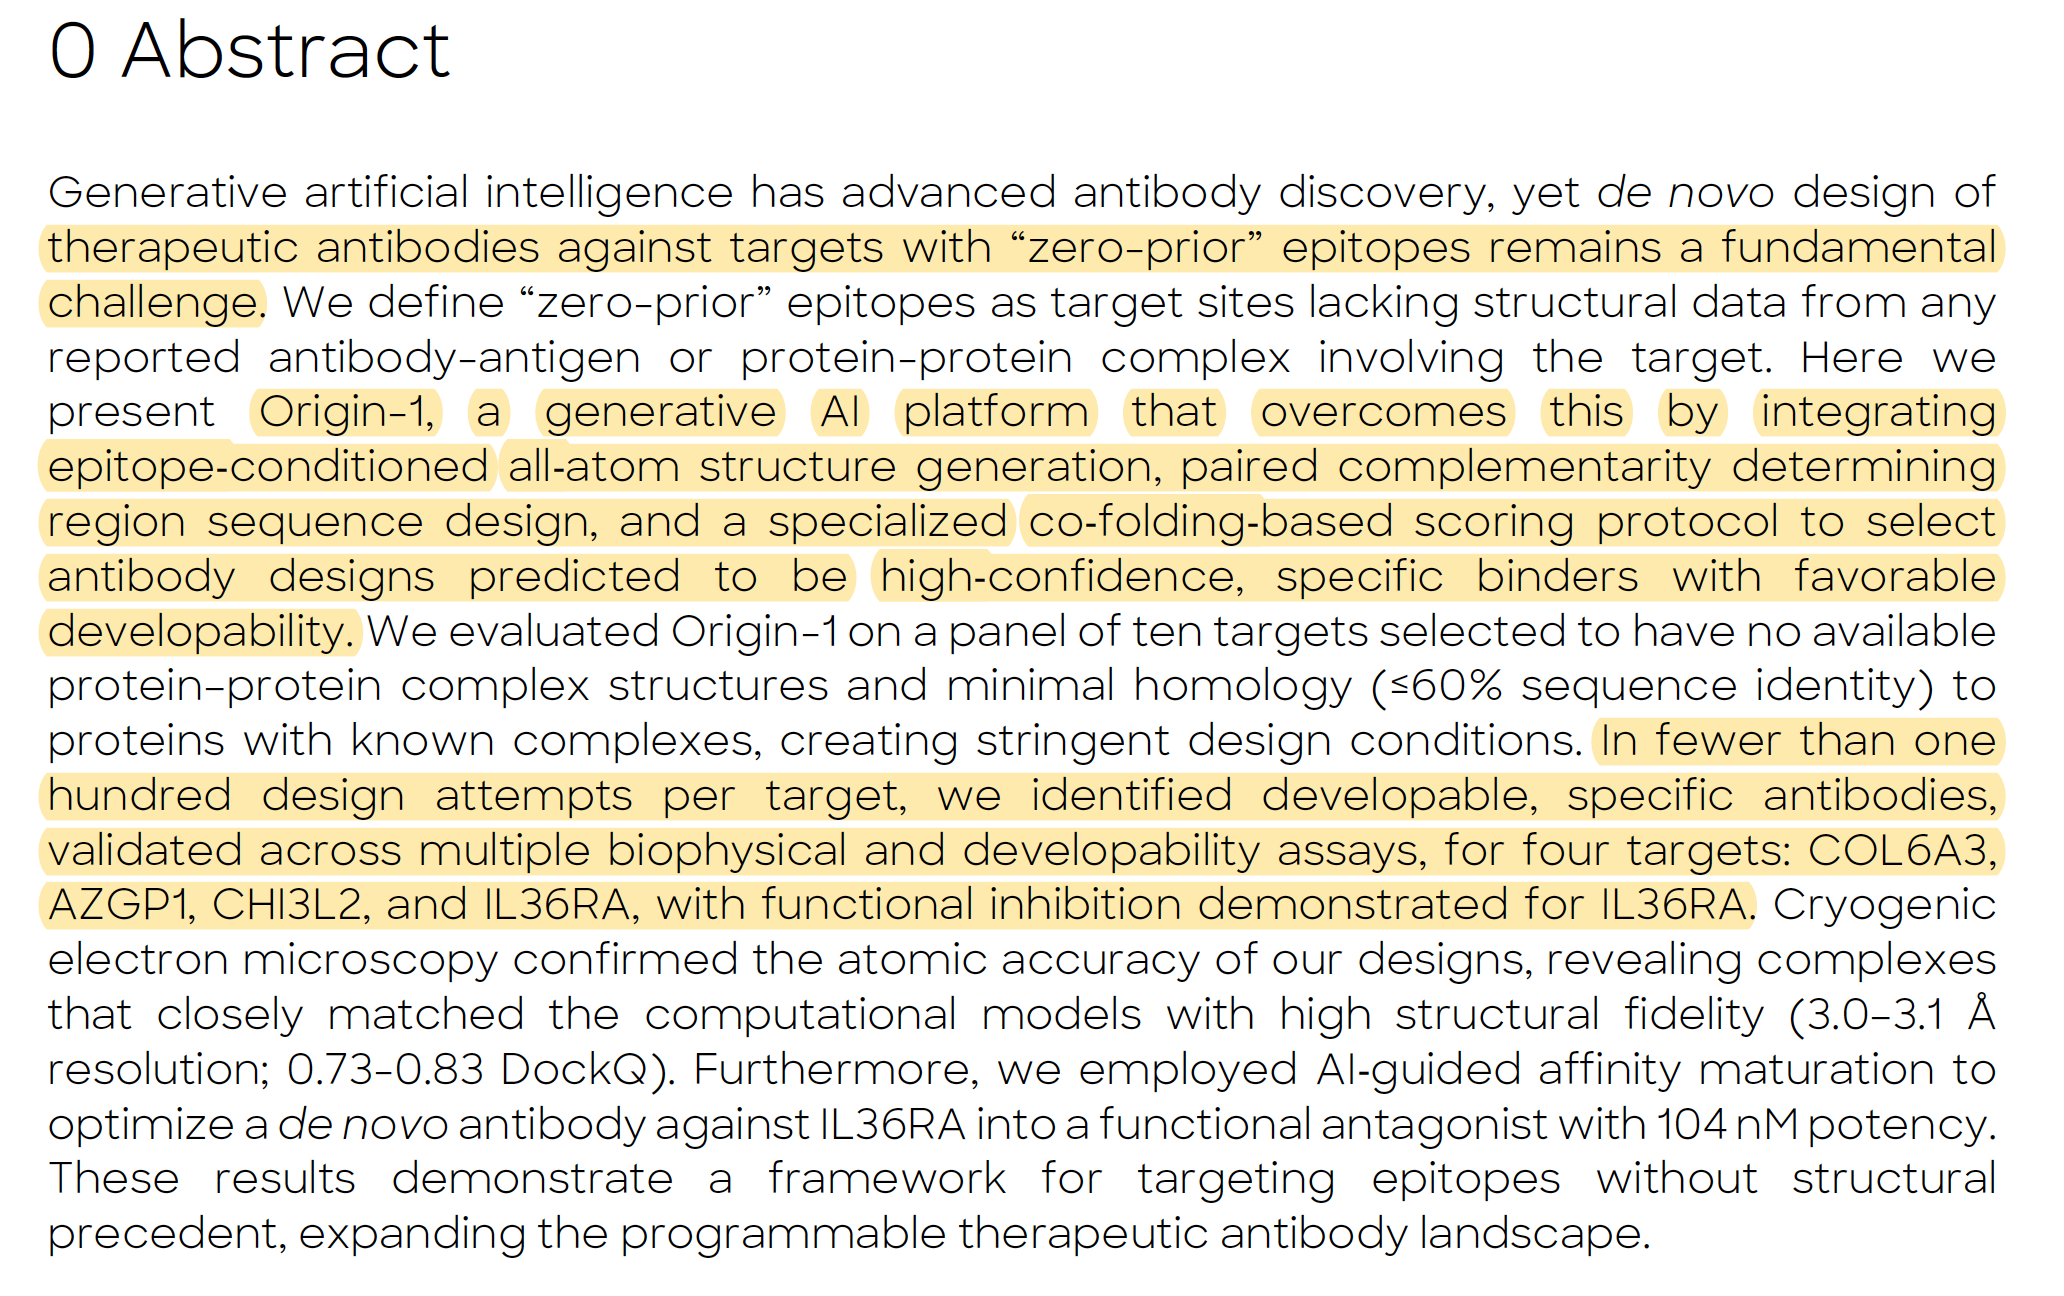 0 Abstract
Generative artificial intelligence has advanced antibody discovery, yet de novo design of
therapeutic antibodies against targets with “zero-prior” epitopes remains a fundamental
challenge. We define “zero-prior” epitopes as target sites lacking structural data from any
reported antibody-antigen or protein-protein complex involving the target. Here we
present Origin-1, a generative AI platform that overcomes this by integrating
epitope-conditioned all-atom structure generation, paired complementarity determining
region sequence design, and a specialized co-folding-based scoring protocol to select
antibody designs predicted to be high-confidence, specific binders with favorable
developability. We evaluated Origin-1 on a panel of ten targets selected to have no available
protein–protein complex structures and minimal homology (≤60% sequence identity) to
proteins with known complexes, creating stringent design conditions. In fewer than one
hundred design attempts per target, we identified developable, specific antibodies,
validated across multiple biophysical and developability assays, for four targets: COL6A3,
AZGP1, CHI3L2, and IL36RA, with functional inhibition demonstrated for IL36RA. Cryogenic
electron microscopy confirmed the atomic accuracy of our designs, revealing complexes
that closely matched the computational models with high structural fidelity (3.0–3.1 Å
resolution; 0.73-0.83 DockQ). Furthermore, we employed AI-guided affinity maturation to
optimize a de novo antibody against IL36RA into a functional antagonist with 104 nM potency.
These results demonstrate a framework for targeting epitopes without structural
precedent, expanding the programmable therapeutic antibody landscape.